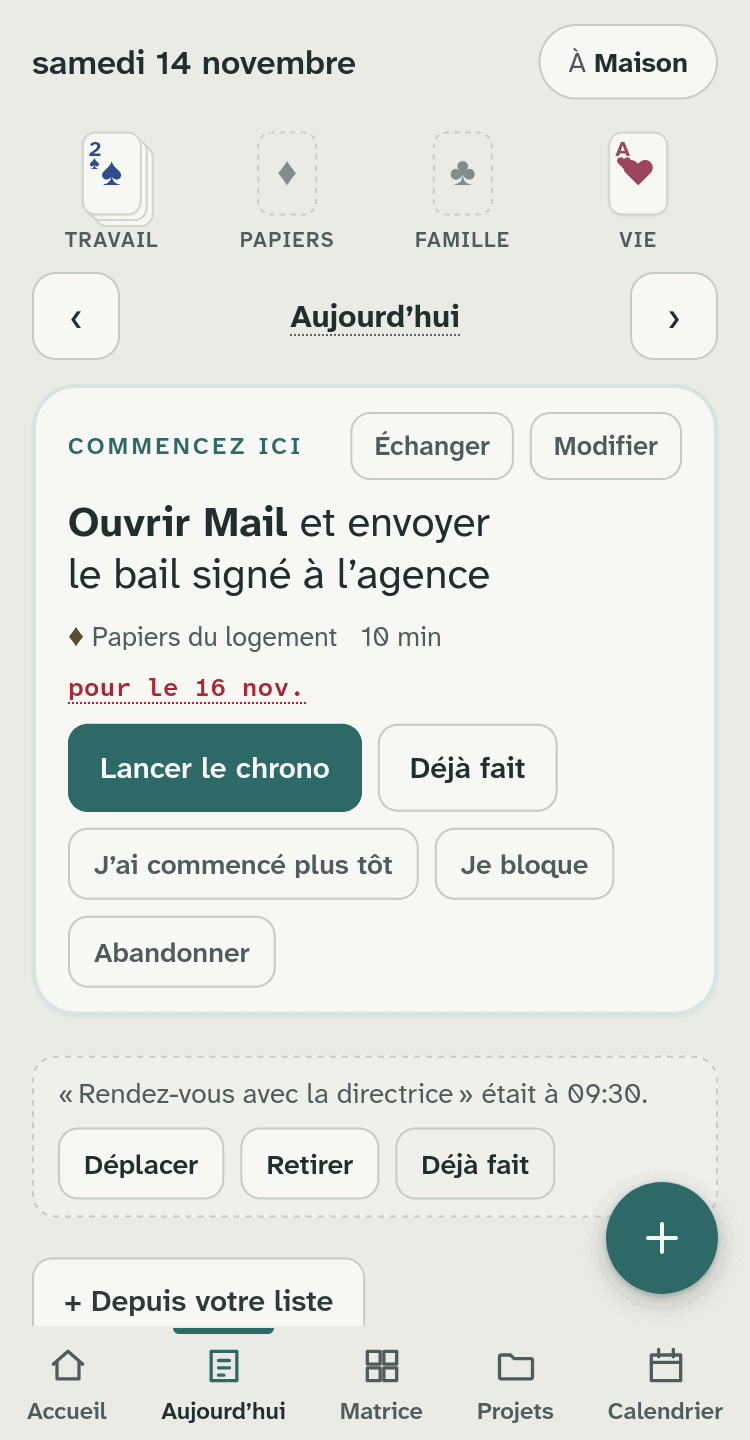 samedi 14 novembre
À Maison
2
♠
♠
♦
♣
A
♥
♥
TRAVAIL
PAPIERS
FAMILLE
VIE
‹
Aujourd’hui
›
COMMENCEZ ICI
Échanger
Modifier
Ouvrir Mail et envoyer
le bail signé à l’agence
♦ Papiers du logement 10 min
pour le 16 nov.
Lancer le chrono
Déjà fait
J’ai commencé plus tôt
Je bloque
Abandonner
« Rendez-vous avec la directrice » était à 09:30.
Déplacer
Retirer
Déjà fait
+
+ Depuis votre liste
Accueil
Aujourd’hui
Matrice
Projets
Calendrier